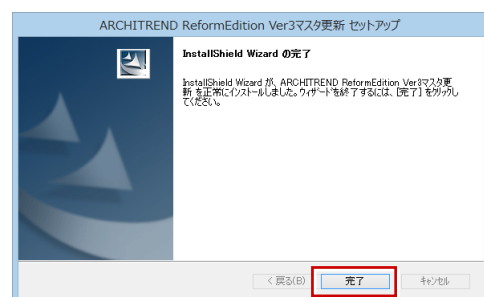 ARCHITREND ReformEdition Ver3マスタ更新 セットアップ
InstallShield Wizard の完了
InstallShield Wizard が、ARCHITREND ReformEdition Ver3マスタ更
新 を正常にインストールしました。ウィザードを終了するには、[完了] をクリックし
てください。
< 戻る(B)
完了
キャンセル